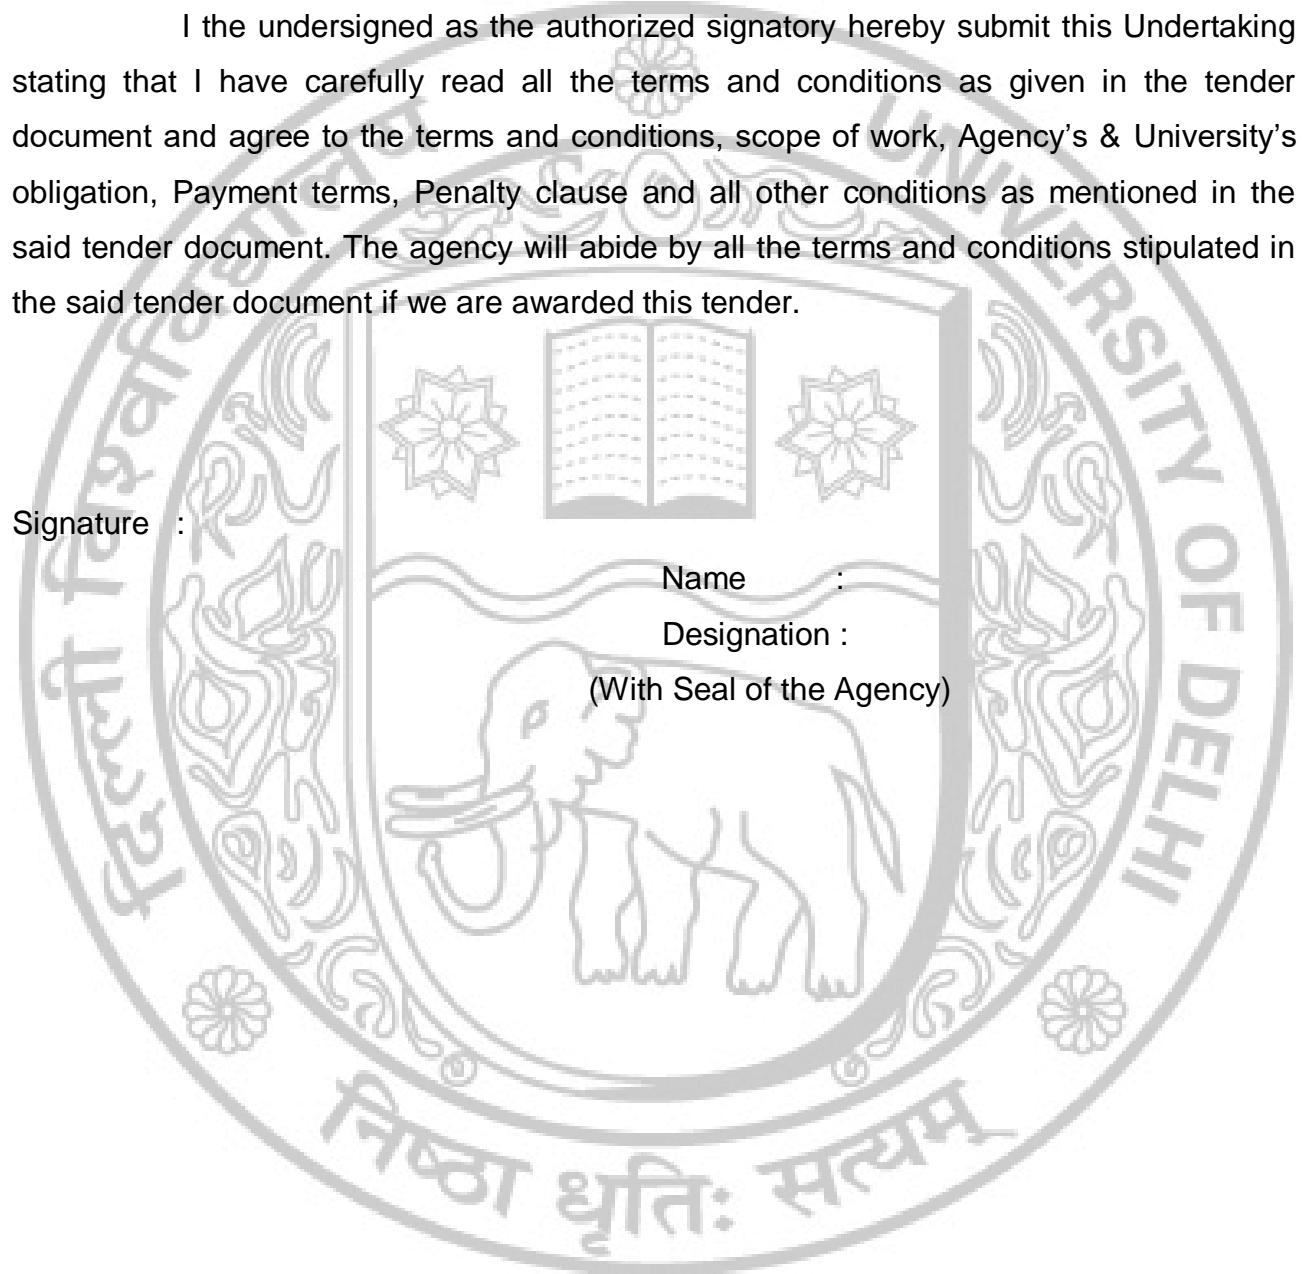 I the undersigned as the authorized signatory hereby submit this Undertaking
stating that I have carefully read all the terms and conditions as given in the tender
document and agree to the terms and conditions, scope of work, Agency’s & University’s
obligation, Payment terms, Penalty clause and all other conditions as mentioned in the
said tender document. The agency will abide by all the terms and conditions stipulated in
the said tender document if we are awarded this tender.
Signature :
Name :
Designation :
(With Seal of the Agency)
दिल्ली विश्वविद्यालय
UNIVERSITY OF DELHI
निष्ठा धृतिः सत्यम्